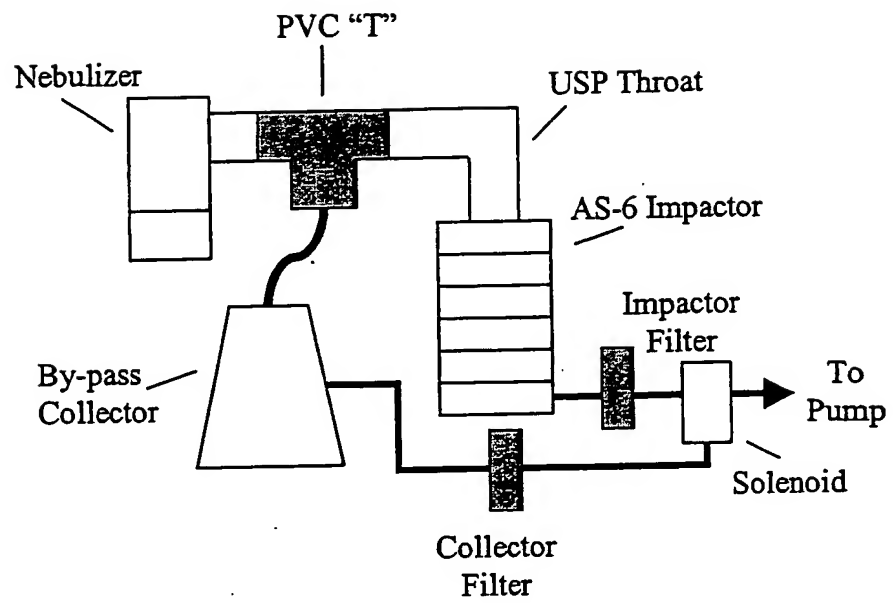 PVC “T”
Nebulizer
USP Throat
AS-6 Impactor
Impactor
Filter
By-pass
Collector
To
Pump
Solenoid
Collector
Filter